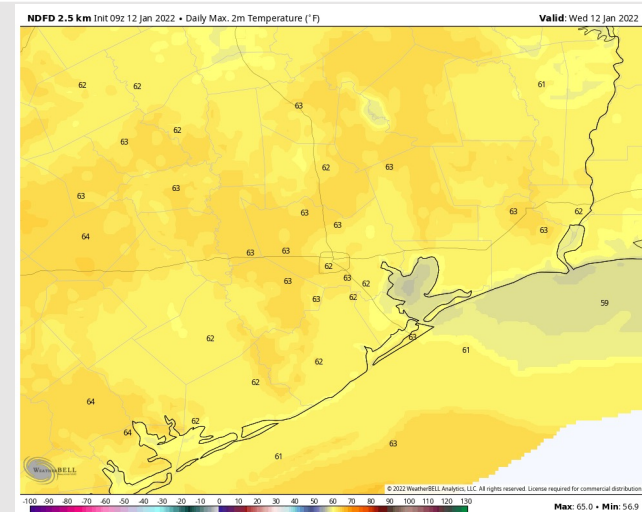 NDFD 2.5 km Init 09z 12 Jan 2022 • Daily Max. 2m Temperature (°F) Valid: Wed 12 Jan 2022
62 62 61
63
62
63
62 63
63 63
63 63 62
64 63 63
63 63
62
63 63 62
63 62 59
62 63
61
62
62
64
64 62
63
61
WEATHERBELL
© 2022 WeatherBELL Analytics, LLC. All rights reserved. License required for commercial distribution
-100 -90 -80 -70 -60 -50 -40 -30 -20 -10 0 10 20 30 40 50 60 70 80 90 100 110 120 130
Max: 65.0 • Min: 56.8